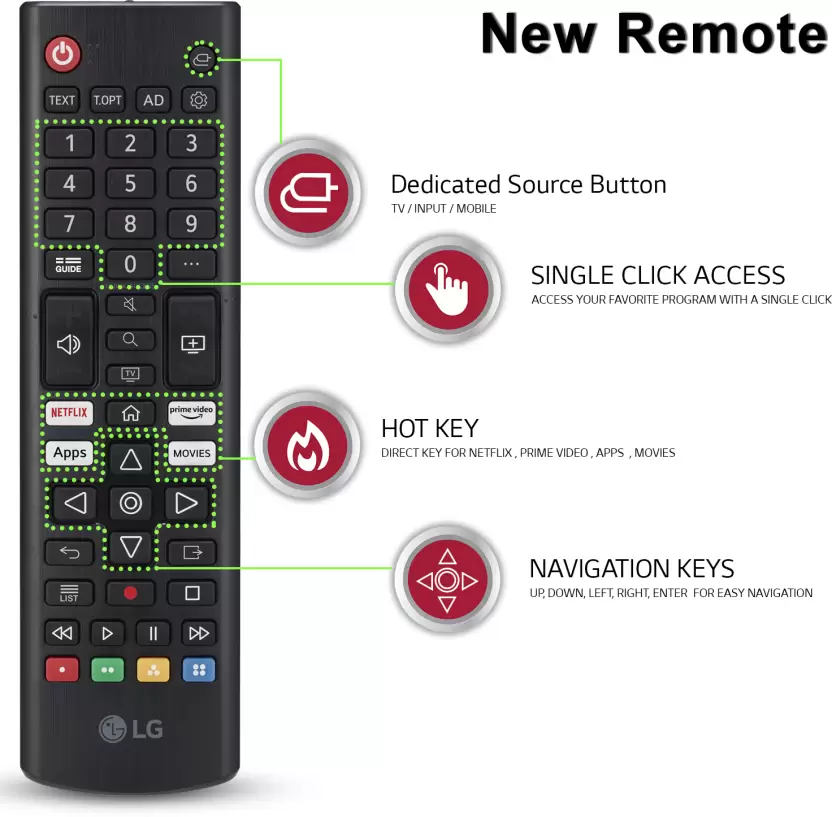 New Remote
TEXT T.OPT AD
1 2 3
4 5 6
7 8 9
GUIDE 0 ...
TV
NETFLIX prime video
Apps MOVIES
LIST
LG
Dedicated Source Button
TV / INPUT / MOBILE
SINGLE CLICK ACCESS
ACCESS YOUR FAVORITE PROGRAM WITH A SINGLE CLICK
HOT KEY
DIRECT KEY FOR NETFLIX , PRIME VIDEO , APPS , MOVIES
NAVIGATION KEYS
UP, DOWN, LEFT, RIGHT, ENTER FOR EASY NAVIGATION